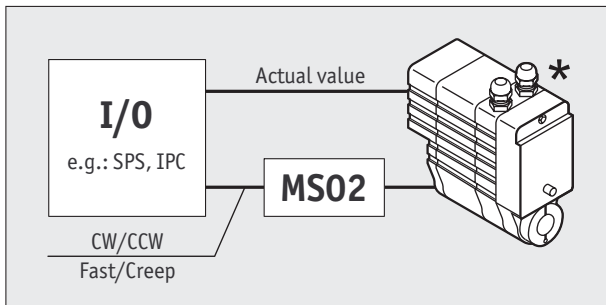 Actual value
*
I/O
e.g.: SPS, IPC
MS02
CW/CCW
Fast/Creep